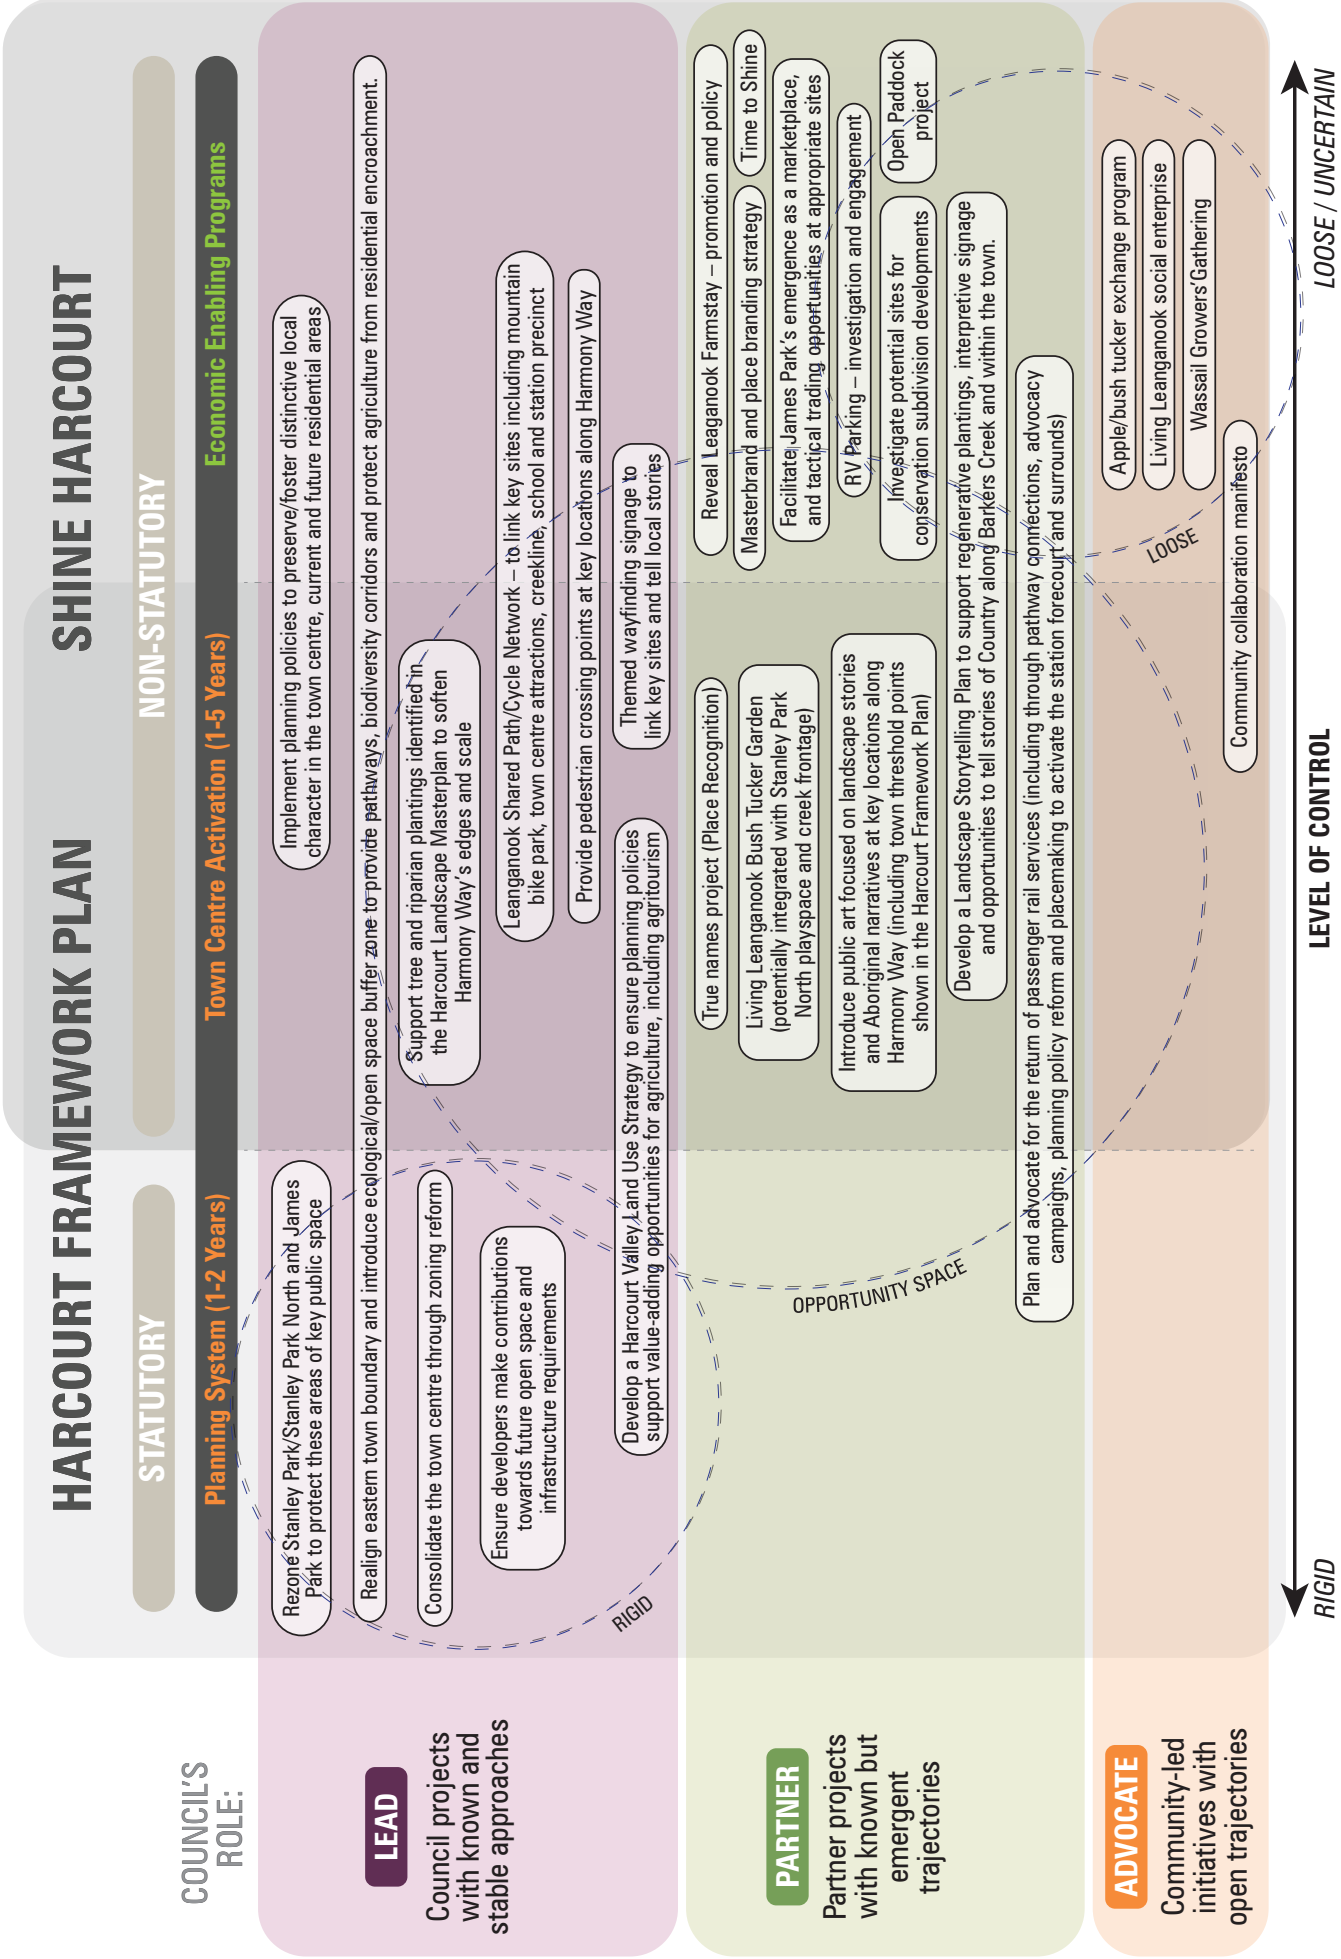 HARCOURT FRAMEWORK PLAN
SHINE HARCOURT
STATUTORY
NON-STATUTORY
COUNCIL'S
ROLE:
Planning System (1-2 Years)
Town Centre Activation (1-5 Years)
Economic Enabling Programs
LEAD
Council projects
with known and
stable approaches
Rezone Stanley Park/Stanley Park North and James
Park to protect these areas of key public space
Implement planning policies to preserve/foster distinctive local
character in the town centre, current and future residential areas
Realign eastern town boundary and introduce ecological/open space buffer zone to provide pathways, biodiversity corridors and protect agriculture from residential encroachment.
Consolidate the town centre through zoning reform
Support tree and riparian plantings identified in
the Harcourt Landscape Masterplan to soften
Harmony Way's edges and scale
Ensure developers make contributions
towards future open space and
infrastructure requirements
Leanganook Shared Path/Cycle Network – to link key sites including mountain
bike park, town centre attractions, creekline, school and station precinct
Provide pedestrian crossing points at key locations along Harmony Way
Develop a Harcourt Valley Land Use Strategy to ensure planning policies
support value-adding opportunities for agriculture, including agritourism
Themed wayfinding signage to
link key sites and tell local stories
RIGID
PARTNER
Partner projects
with known but
emergent
trajectories
True names project (Place Recognition)
Reveal Leaganook Farmstay – promotion and policy
Living Leanganook Bush Tucker Garden
(potentially integrated with Stanley Park
North playspace and creek frontage)
Masterbrand and place branding strategy
Time to Shine
Facilitate James Park's emergence as a marketplace,
and tactical trading opportunities at appropriate sites
Introduce public art focused on landscape stories
and Aboriginal narratives at key locations along
Harmony Way (including town threshold points
shown in the Harcourt Framework Plan)
RV Parking – investigation and engagement
Investigate potential sites for
conservation subdivision developments
Open Paddock
project
Develop a Landscape Storytelling Plan to support regenerative plantings, interpretive signage
and opportunities to tell stories of Country along Barkers Creek and within the town.
Plan and advocate for the return of passenger rail services (including through pathway connections, advocacy
campaigns, planning policy reform and placemaking to activate the station forecourt and surrounds)
OPPORTUNITY SPACE
ADVOCATE
Community-led
initiatives with
open trajectories
Apple/bush tucker exchange program
Living Leanganook social enterprise
Wassail Growers'Gathering
Community collaboration manifesto
LOOSE
RIGID
LEVEL OF CONTROL
LOOSE / UNCERTAIN